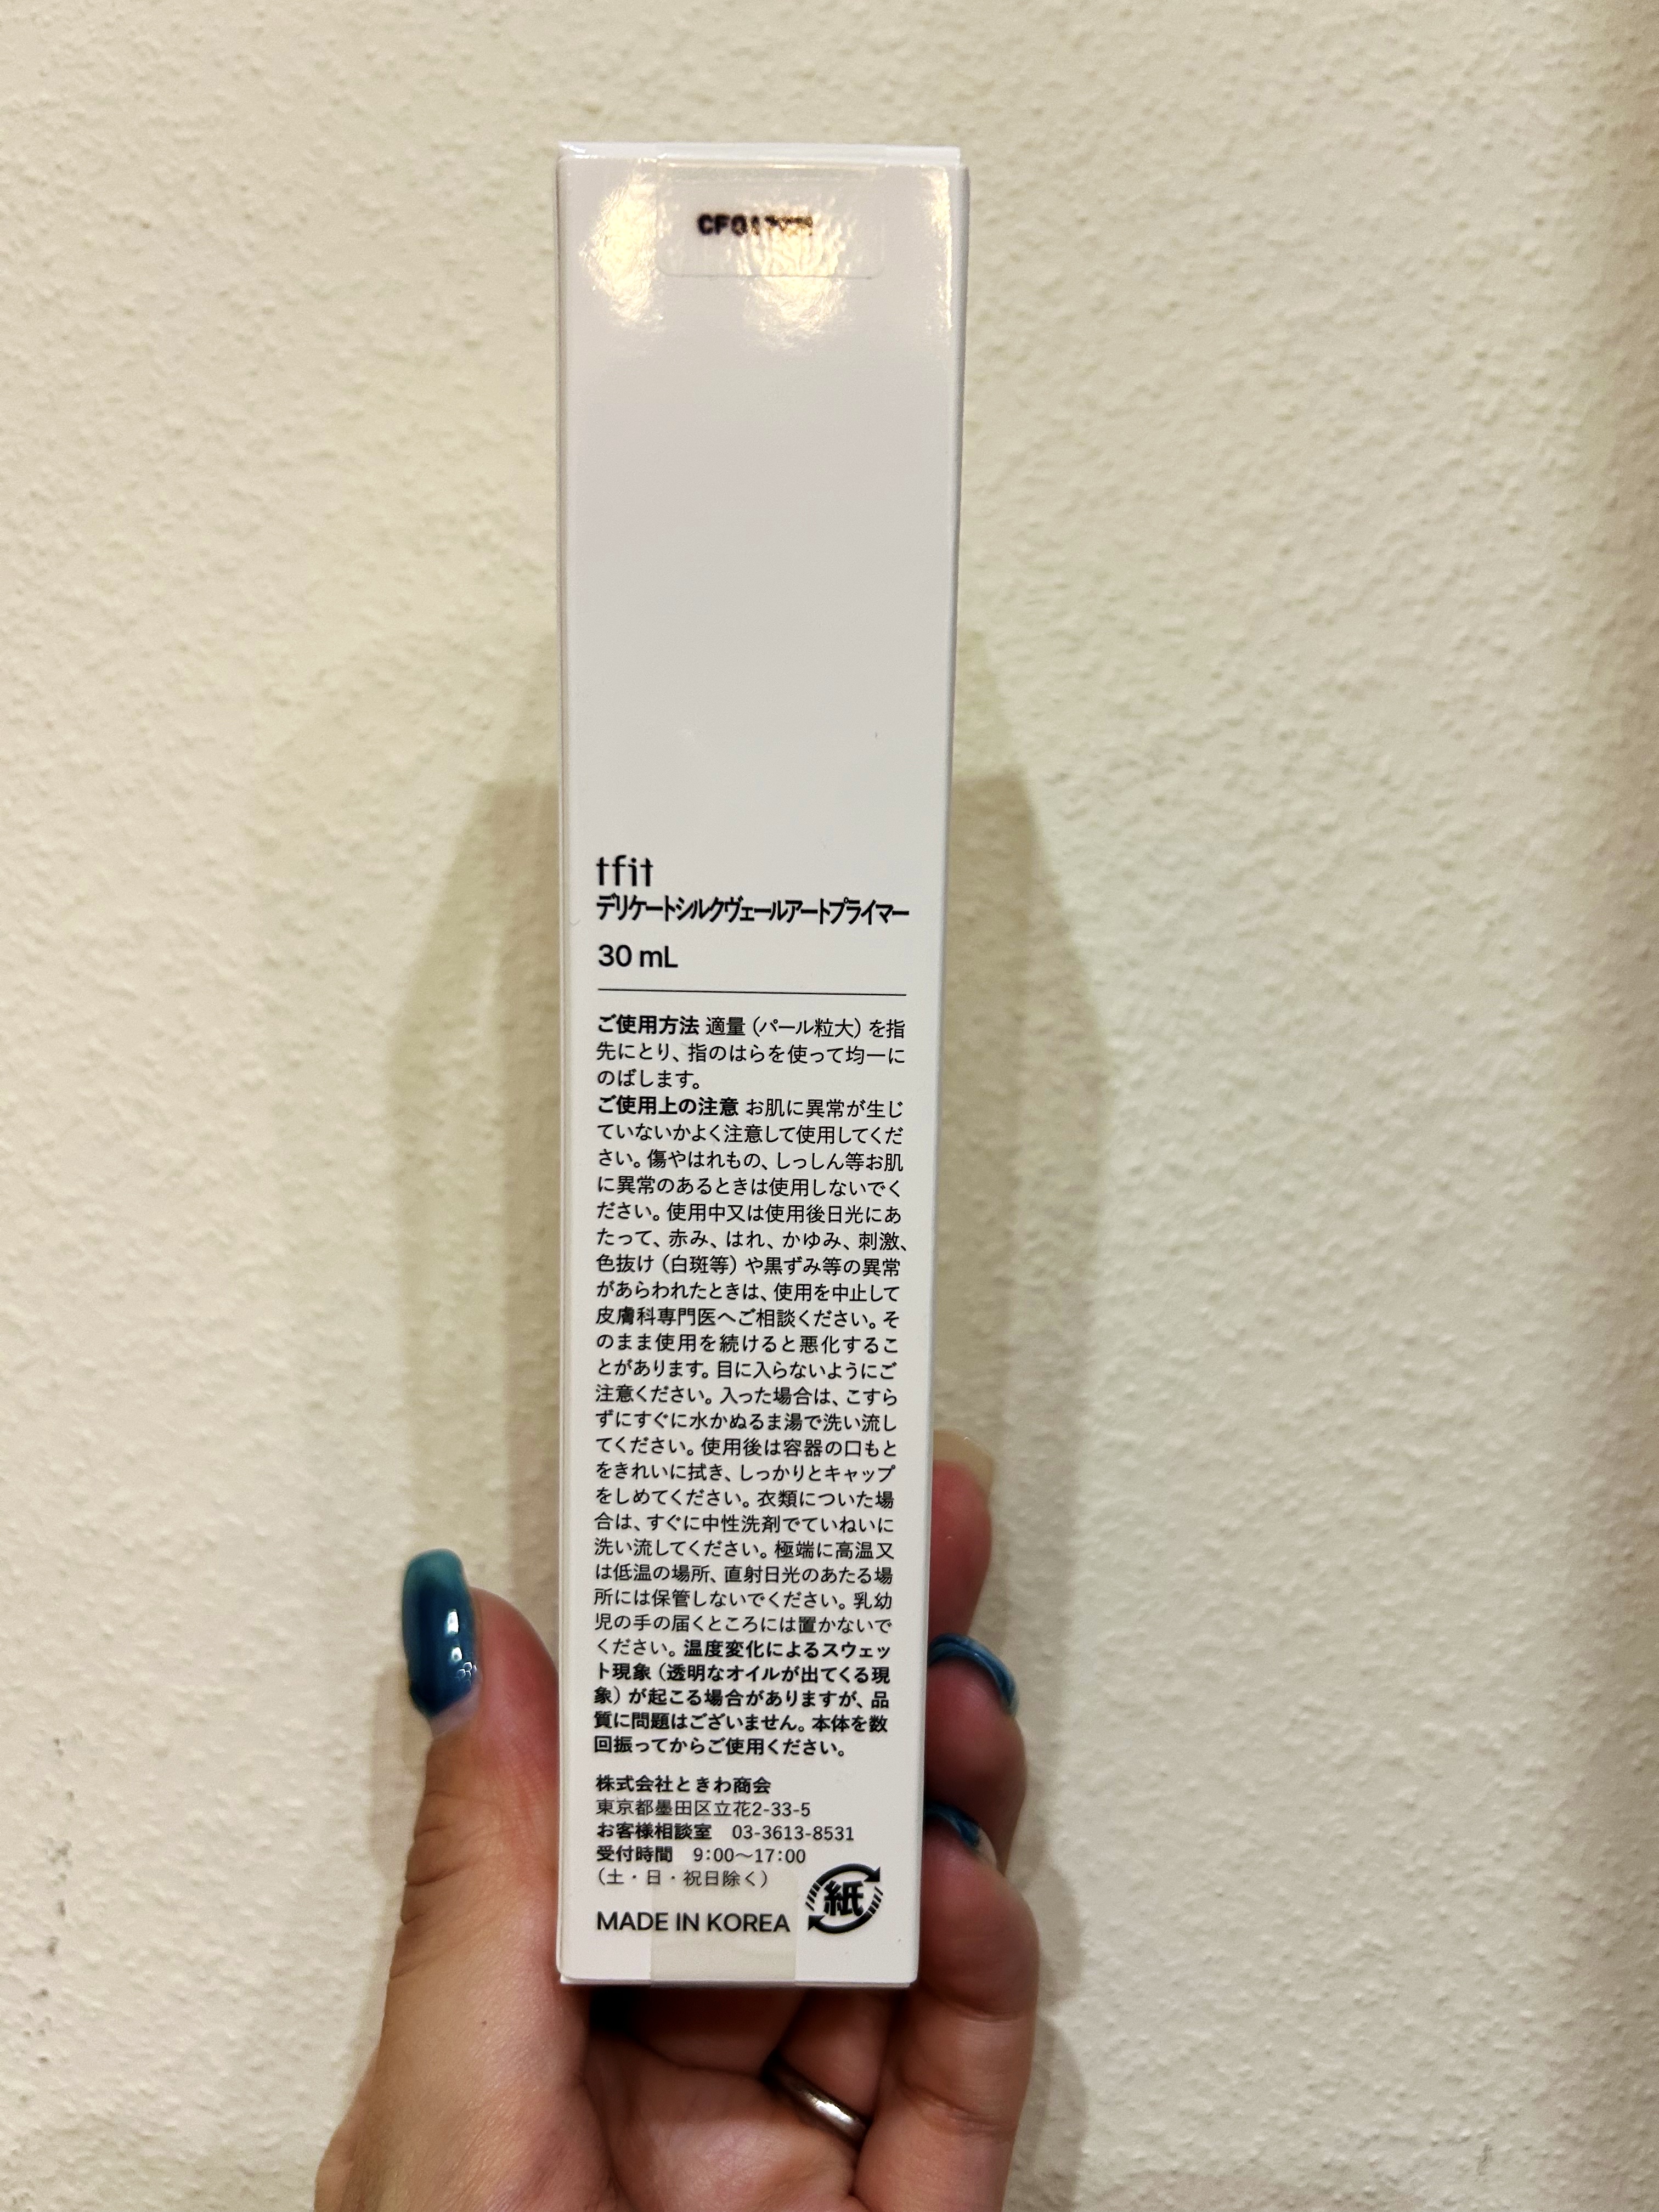 tfit
デリケートシルクヴェールアートプライマー
30 mL
ご使用方法 適量（パール粒大）を指
先にとり、指のはらを使って均一に
のばします。
ご使用上の注意 お肌に異常が生じ
ていないかよく注意して使用してくだ
さい。傷やはれもの、しっしん等お肌
に異常のあるときは使用しないでく
ださい。使用中又は使用後日光にあ
たって、赤み、はれ、かゆみ、刺激、
色抜け（白斑等）や黒ずみ等の異常
があらわれたときは、使用を中止して
皮膚科専門医へご相談ください。そ
のまま使用を続けると悪化するこ
とがあります。目に入らないようにご
注意ください。入った場合は、こすら
ずにすぐに水かぬるま湯で洗い流し
てください。使用後は容器の口もと
をきれいに拭き、しっかりとキャップ
をしめてください。衣類についた場
合は、すぐに中性洗剤でていねいに
洗い流してください。極端に高温又
は低温の場所、直射日光のあたる場
所には保管しないでください。乳幼
児の手の届くところには置かないで
ください。温度変化によるスウェッ
ト現象（透明なオイルが出てくる現
象）が起こる場合がありますが、品
質に問題はございません。本体を数
回振ってからご使用ください。
株式会社ときわ商会
東京都墨田区立花2-33-5
お客様相談室 03-3613-8531
受付時間 9:00〜17:00
（土・日・祝日除く）
紙
MADE IN KOREA